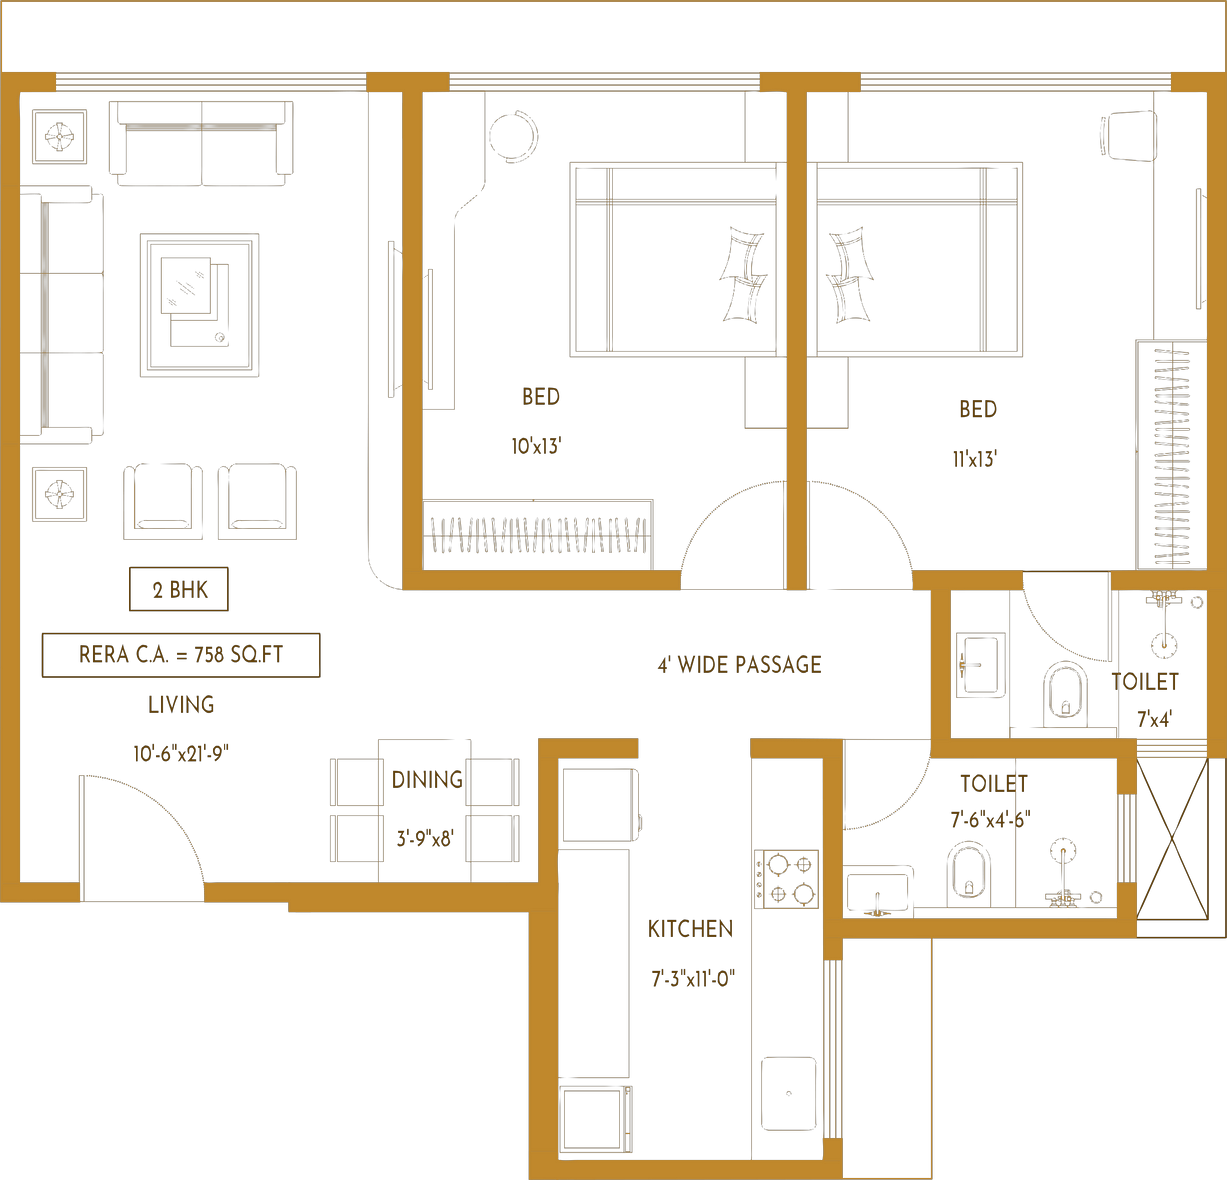 BED
10'x13'
BED
11'x13'
2 BHK
RERA C.A. = 758 SQ.FT
LIVING
10'-6"x21'-9"
4' WIDE PASSAGE
TOILET
7'x4'
DINING
3'-9"x8'
TOILET
7'-6"x4'-6"
KITCHEN
7'-3"x11'-0"